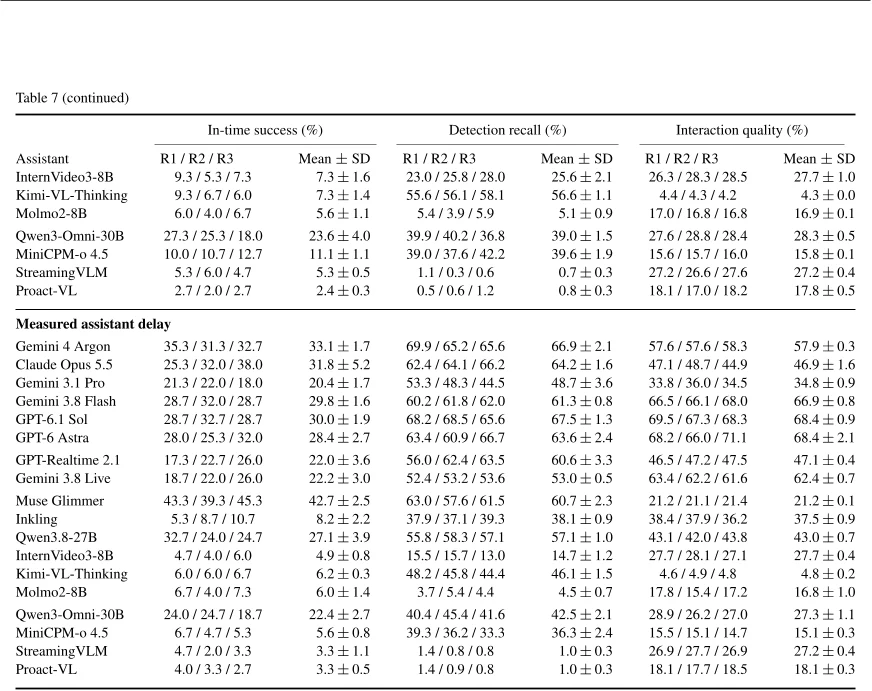 Table 7 (continued)
In-time success (%) Detection recall (%) Interaction quality (%)
Assistant R1 / R2 / R3 Mean ± SD R1 / R2 / R3 Mean ± SD R1 / R2 / R3 Mean ± SD
InternVideo3-8B 9.3 / 5.3 / 7.3 7.3 ± 1.6 23.0 / 25.8 / 28.0 25.6 ± 2.1 26.3 / 28.3 / 28.5 27.7 ± 1.0
Kimi-VL-Thinking 9.3 / 6.7 / 6.0 7.3 ± 1.4 55.6 / 56.1 / 58.1 56.6 ± 1.1 4.4 / 4.3 / 4.2 4.3 ± 0.0
Molmo2-8B 6.0 / 4.0 / 6.7 5.6 ± 1.1 5.4 / 3.9 / 5.9 5.1 ± 0.9 17.0 / 16.8 / 16.8 16.9 ± 0.1
Qwen3-Omni-30B 27.3 / 25.3 / 18.0 23.6 ± 4.0 39.9 / 40.2 / 36.8 39.0 ± 1.5 27.6 / 28.8 / 28.4 28.3 ± 0.5
MiniCPM-o 4.5 10.0 / 10.7 / 12.7 11.1 ± 1.1 39.0 / 37.6 / 42.2 39.6 ± 1.9 15.6 / 15.7 / 16.0 15.8 ± 0.1
StreamingVLM 5.3 / 6.0 / 4.7 5.3 ± 0.5 1.1 / 0.3 / 0.6 0.7 ± 0.3 27.2 / 26.6 / 27.6 27.2 ± 0.4
Proact-VL 2.7 / 2.0 / 2.7 2.4 ± 0.3 0.5 / 0.6 / 1.2 0.8 ± 0.3 18.1 / 17.0 / 18.2 17.8 ± 0.5
Measured assistant delay
Gemini 4 Argon 35.3 / 31.3 / 32.7 33.1 ± 1.7 69.9 / 65.2 / 65.6 66.9 ± 2.1 57.6 / 57.6 / 58.3 57.9 ± 0.3
Claude Opus 5.5 25.3 / 32.0 / 38.0 31.8 ± 5.2 62.4 / 64.1 / 66.2 64.2 ± 1.6 47.1 / 48.7 / 44.9 46.9 ± 1.6
Gemini 3.1 Pro 21.3 / 22.0 / 18.0 20.4 ± 1.7 53.3 / 48.3 / 44.5 48.7 ± 3.6 33.8 / 36.0 / 34.5 34.8 ± 0.9
Gemini 3.8 Flash 28.7 / 32.0 / 28.7 29.8 ± 1.6 60.2 / 61.8 / 62.0 61.3 ± 0.8 66.5 / 66.1 / 68.0 66.9 ± 0.8
GPT-6.1 Sol 28.7 / 32.7 / 28.7 30.0 ± 1.9 68.2 / 68.5 / 65.6 67.5 ± 1.3 69.5 / 67.3 / 68.3 68.4 ± 0.9
GPT-6 Astra 28.0 / 25.3 / 32.0 28.4 ± 2.7 63.4 / 60.9 / 66.7 63.6 ± 2.4 68.2 / 66.0 / 71.1 68.4 ± 2.1
GPT-Realtime 2.1 17.3 / 22.7 / 26.0 22.0 ± 3.6 56.0 / 62.4 / 63.5 60.6 ± 3.3 46.5 / 47.2 / 47.5 47.1 ± 0.4
Gemini 3.8 Live 18.7 / 22.0 / 26.0 22.2 ± 3.0 52.4 / 53.2 / 53.6 53.0 ± 0.5 63.4 / 62.2 / 61.6 62.4 ± 0.7
Muse Glimmer 43.3 / 39.3 / 45.3 42.7 ± 2.5 63.0 / 57.6 / 61.5 60.7 ± 2.3 21.2 / 21.1 / 21.4 21.2 ± 0.1
Inkling 5.3 / 8.7 / 10.7 8.2 ± 2.2 37.9 / 37.1 / 39.3 38.1 ± 0.9 38.4 / 37.9 / 36.2 37.5 ± 0.9
Qwen3.8-27B 32.7 / 24.0 / 24.7 27.1 ± 3.9 55.8 / 58.3 / 57.1 57.1 ± 1.0 43.1 / 42.0 / 43.8 43.0 ± 0.7
InternVideo3-8B 4.7 / 4.0 / 6.0 4.9 ± 0.8 15.5 / 15.7 / 13.0 14.7 ± 1.2 27.7 / 28.1 / 27.1 27.7 ± 0.4
Kimi-VL-Thinking 6.0 / 6.0 / 6.7 6.2 ± 0.3 48.2 / 45.8 / 44.4 46.1 ± 1.5 4.6 / 4.9 / 4.8 4.8 ± 0.2
Molmo2-8B 6.7 / 4.0 / 7.3 6.0 ± 1.4 3.7 / 5.4 / 4.4 4.5 ± 0.7 17.8 / 15.4 / 17.2 16.8 ± 1.0
Qwen3-Omni-30B 24.0 / 24.7 / 18.7 22.4 ± 2.7 40.4 / 45.4 / 41.6 42.5 ± 2.1 28.9 / 26.2 / 27.0 27.3 ± 1.1
MiniCPM-o 4.5 6.7 / 4.7 / 5.3 5.6 ± 0.8 39.3 / 36.2 / 33.3 36.3 ± 2.4 15.5 / 15.1 / 14.7 15.1 ± 0.3
StreamingVLM 4.7 / 2.0 / 3.3 3.3 ± 1.1 1.4 / 0.8 / 0.8 1.0 ± 0.3 26.9 / 27.7 / 26.9 27.2 ± 0.4
Proact-VL 4.0 / 3.3 / 2.7 3.3 ± 0.5 1.4 / 0.9 / 0.8 1.0 ± 0.3 18.1 / 17.7 / 18.5 18.1 ± 0.3